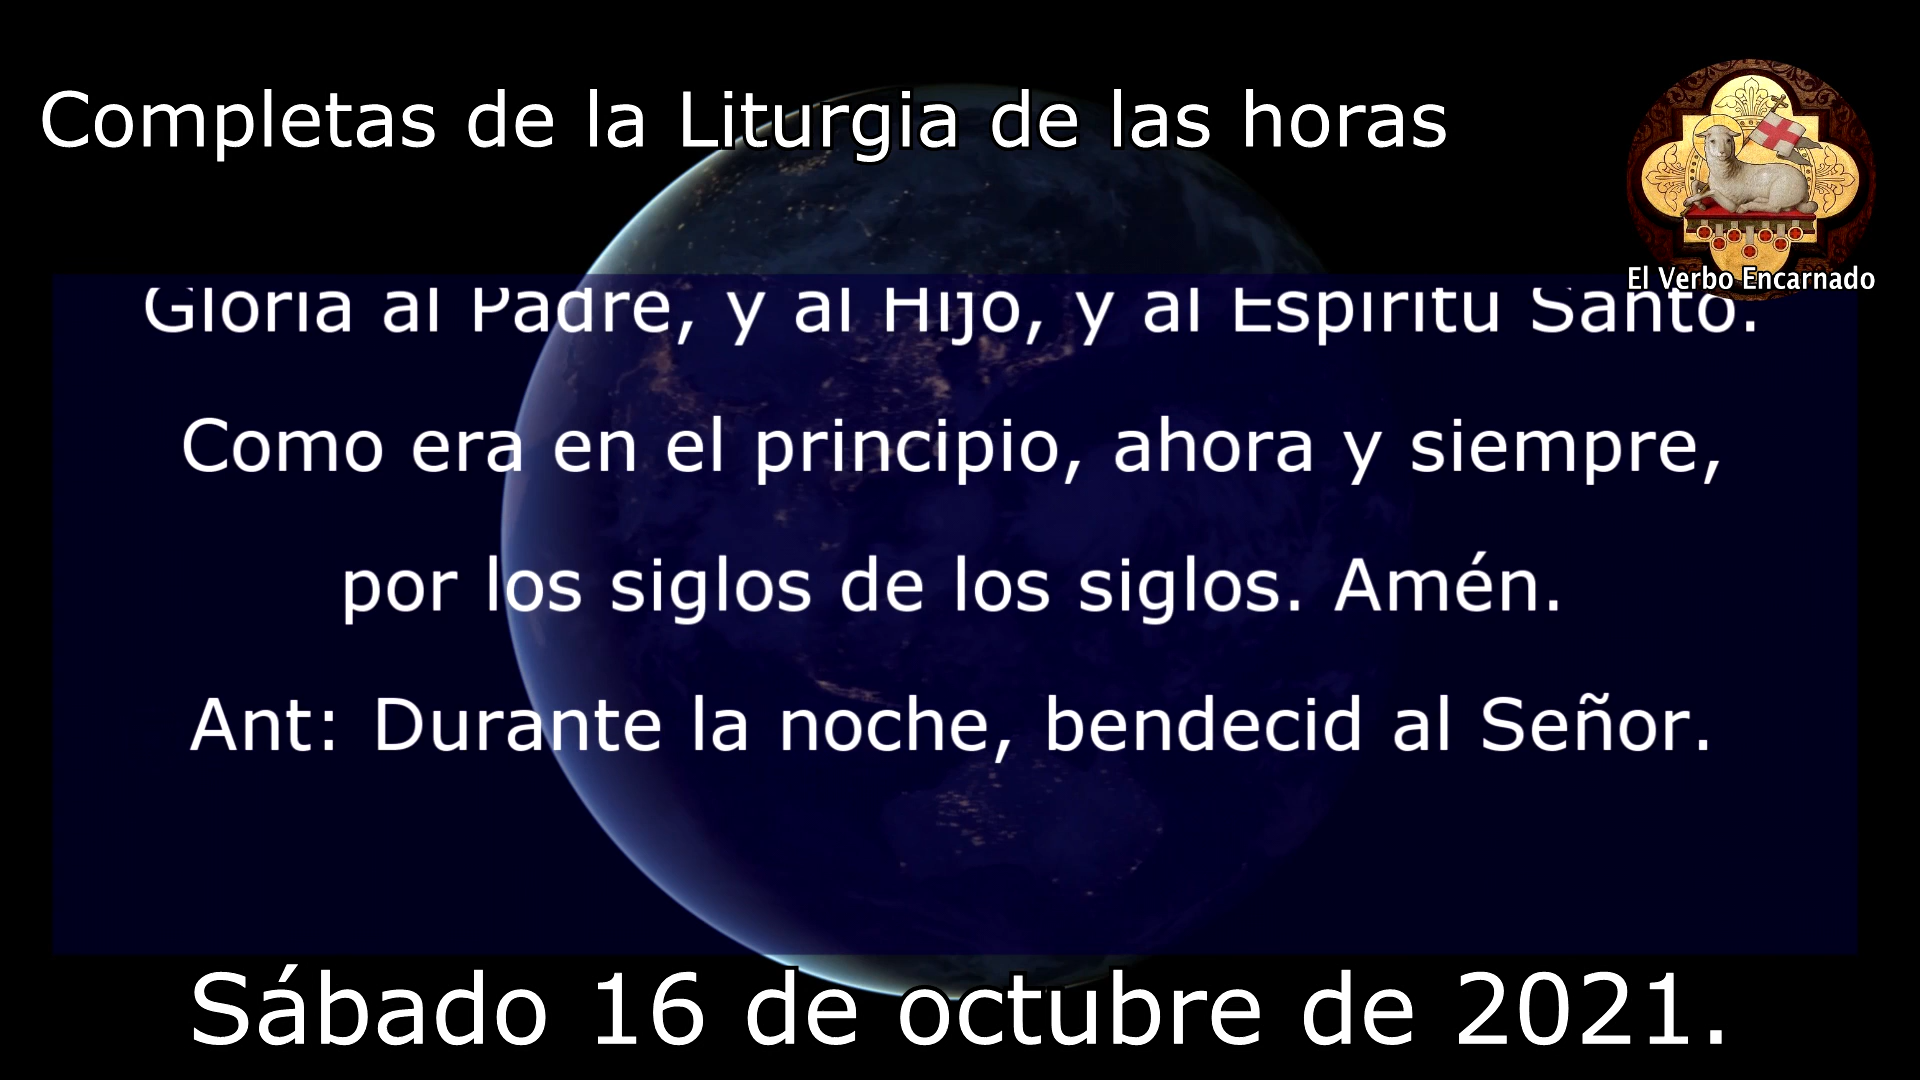 Completas de la Liturgia de las horas
El Verbo Encarnado
Gloria al Padre, y al Hijo, y al Espíritu Santo.
Como era en el principio, ahora y siempre,
por los siglos de los siglos. Amén.
Ant: Durante la noche, bendecid al Señor.
Sábado 16 de octubre de 2021.